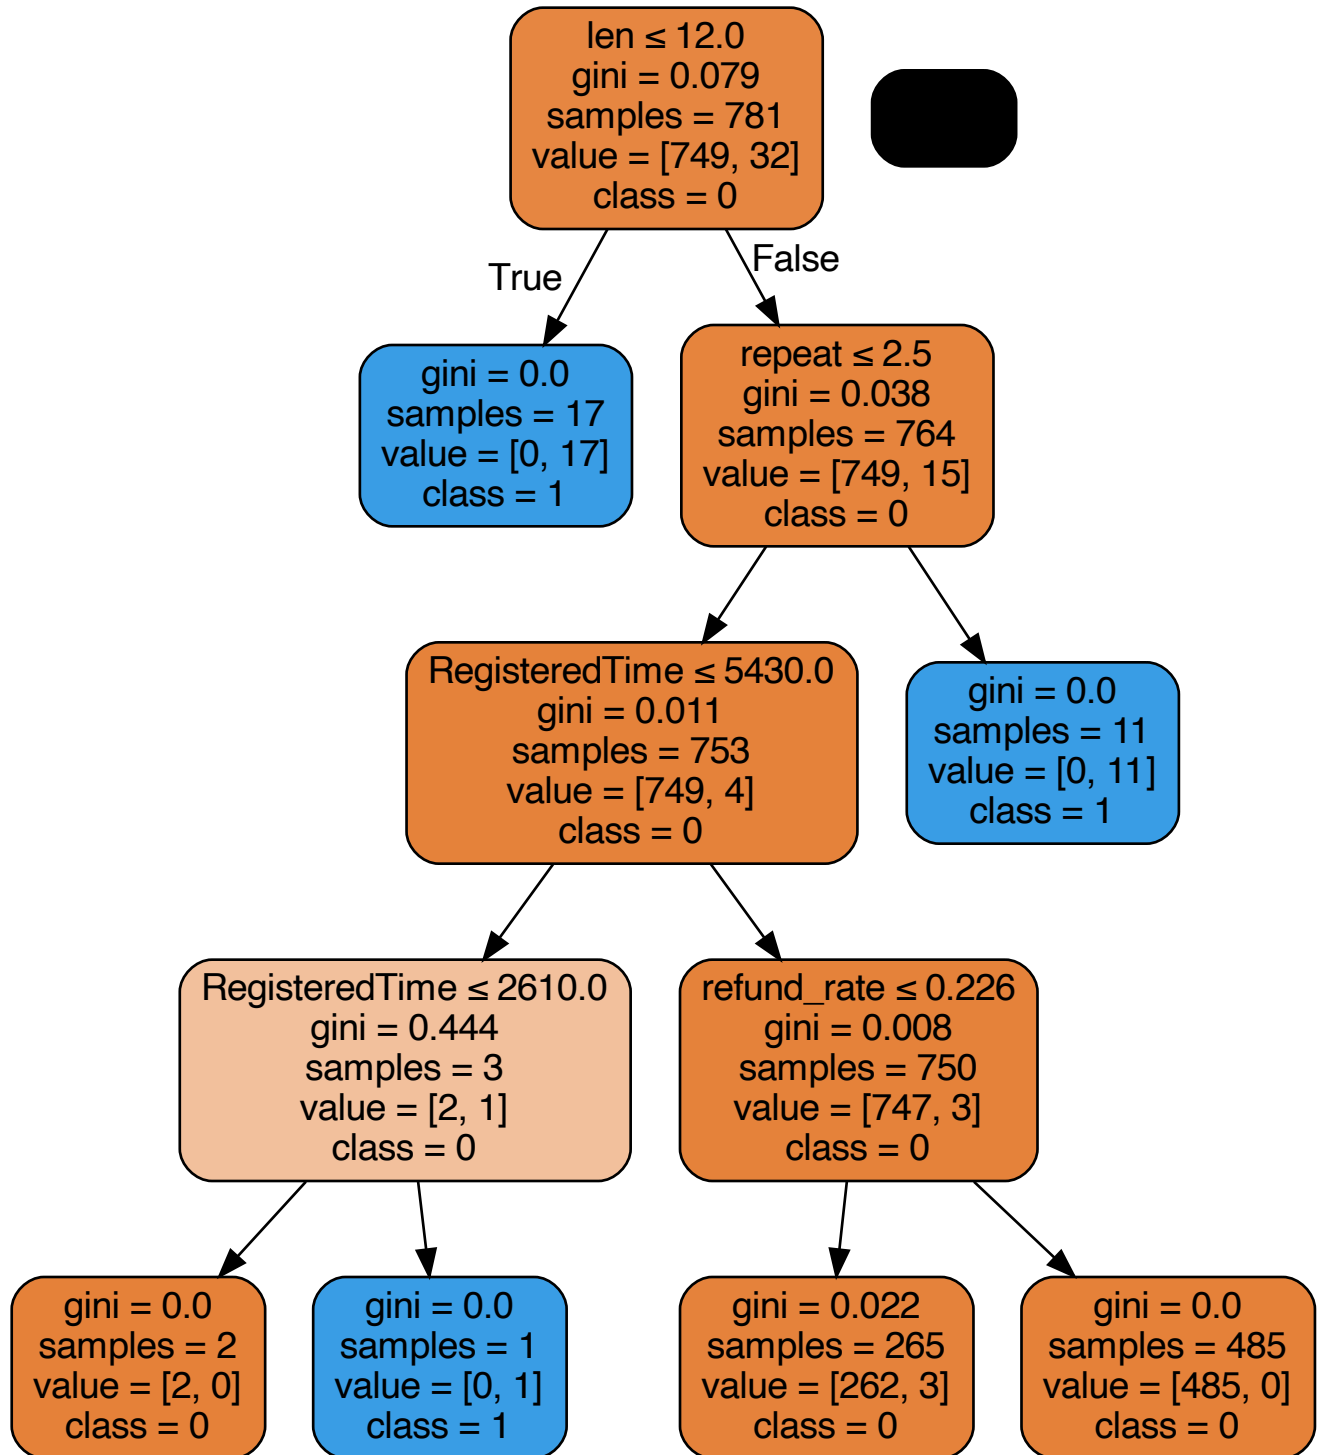 len ≤ 12.0
gini = 0.079
samples = 781
value = [749, 32]
class = 0
True
False
gini = 0.0
samples = 17
value = [0, 17]
class = 1
repeat ≤ 2.5
gini = 0.038
samples = 764
value = [749, 15]
class = 0
RegisteredTime ≤ 5430.0
gini = 0.011
samples = 753
value = [749, 4]
class = 0
gini = 0.0
samples = 11
value = [0, 11]
class = 1
RegisteredTime ≤ 2610.0
gini = 0.444
samples = 3
value = [2, 1]
class = 0
refund_rate ≤ 0.226
gini = 0.008
samples = 750
value = [747, 3]
class = 0
gini = 0.0
samples = 2
value = [2, 0]
class = 0
gini = 0.0
samples = 1
value = [0, 1]
class = 1
gini = 0.022
samples = 265
value = [262, 3]
class = 0
gini = 0.0
samples = 485
value = [485, 0]
class = 0